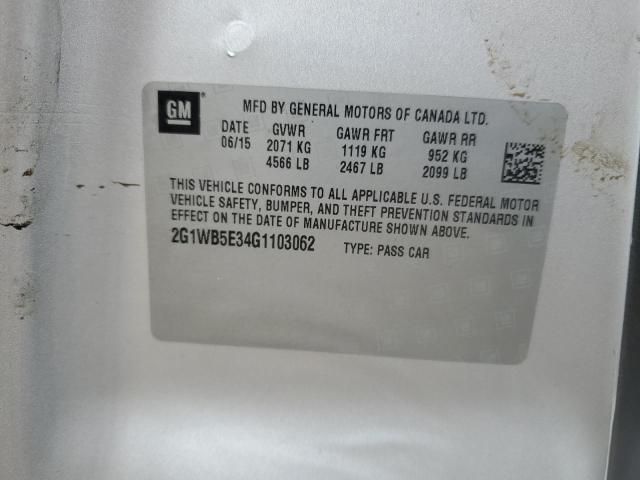 GM
MFD BY GENERAL MOTORS OF CANADA LTD.
DATE GVWR GAWR FRT GAWR RR
06/15 2071 KG 1119 KG 952 KG
4566 LB 2467 LB 2099 LB
THIS VEHICLE CONFORMS TO ALL APPLICABLE U.S. FEDERAL MOTOR
VEHICLE SAFETY, BUMPER, AND THEFT PREVENTION STANDARDS IN
EFFECT ON THE DATE OF MANUFACTURE SHOWN ABOVE.
2G1WB5E34G1103062 TYPE: PASS CAR